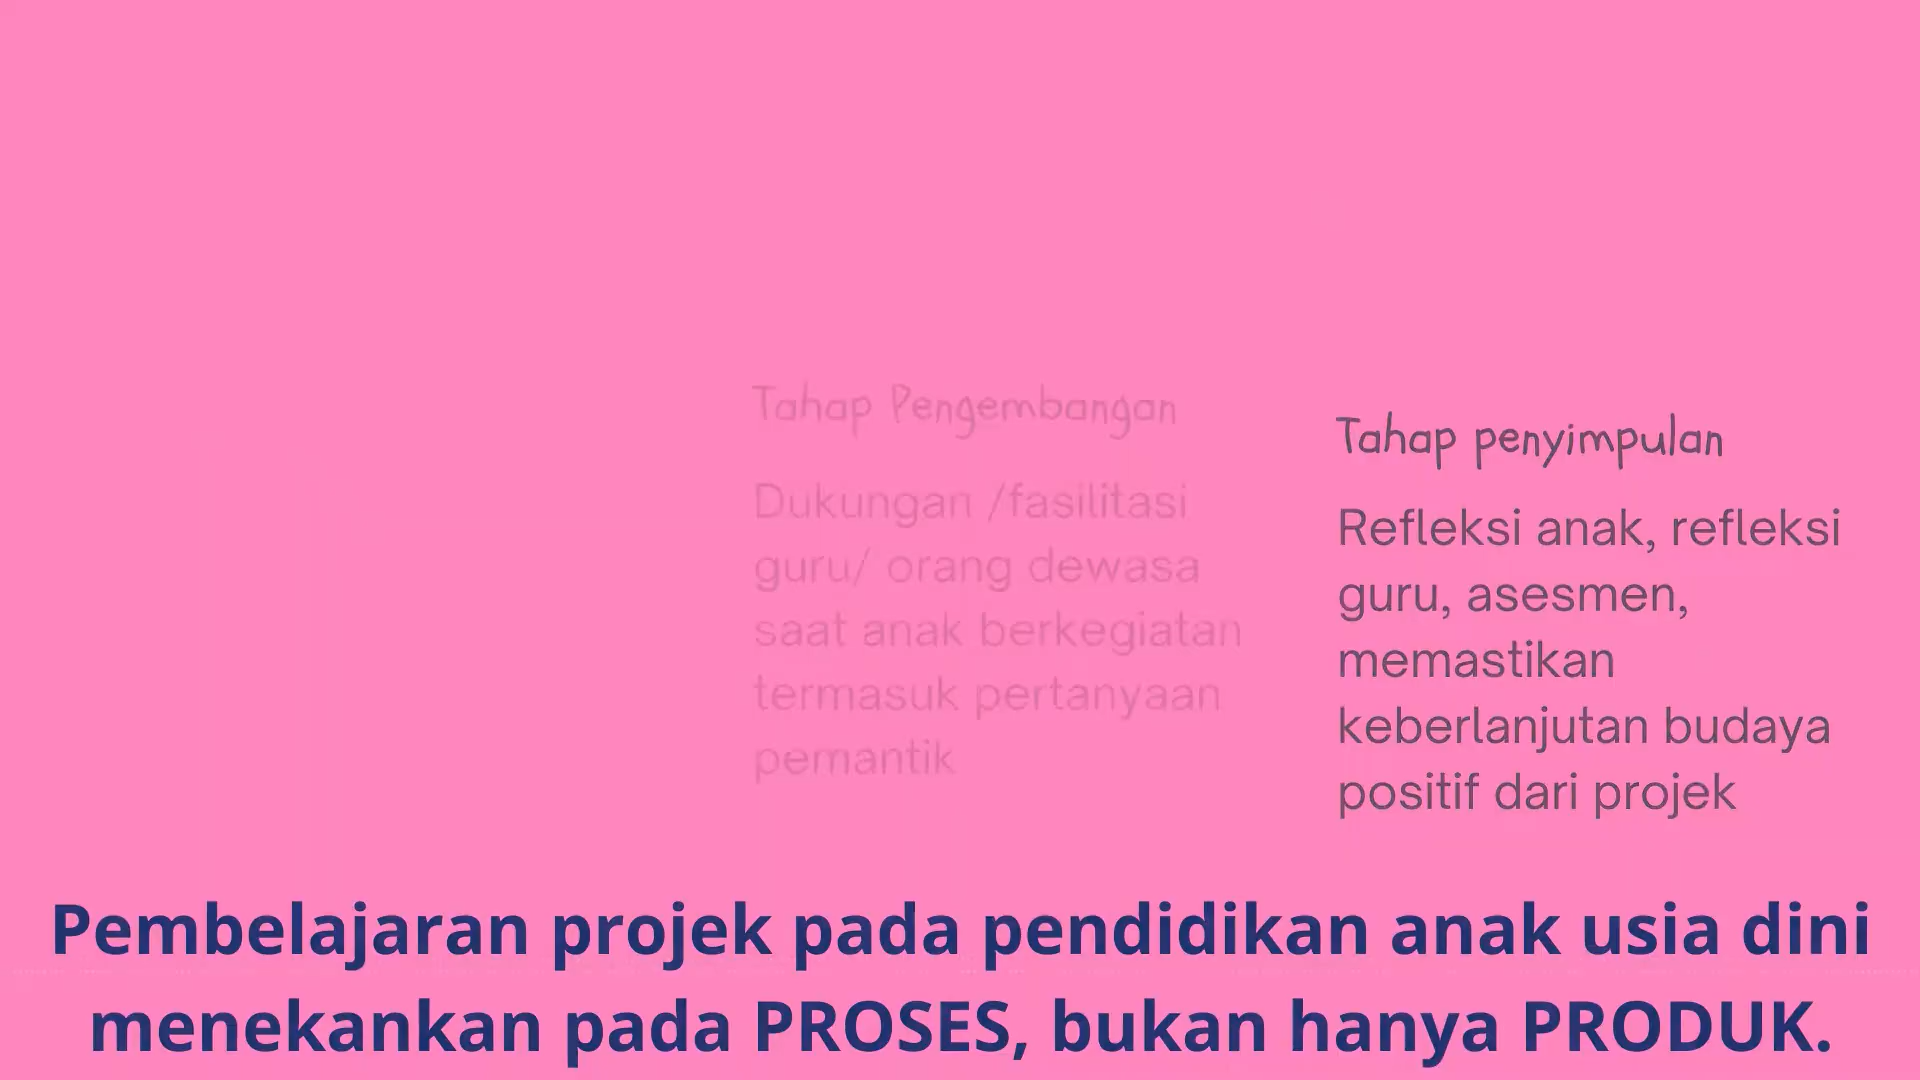 Tahap Pengembangan
Dukungan /fasilitasi
guru/ orang dewasa
saat anak berkegiatan
termasuk pertanyaan
pemantik
Tahap penyimpulan
Refleksi anak, refleksi
guru, asesmen,
memastikan
keberlanjutan budaya
positif dari projek
Pembelajaran projek pada pendidikan anak usia dini
menekankan pada PROSES, bukan hanya PRODUK.